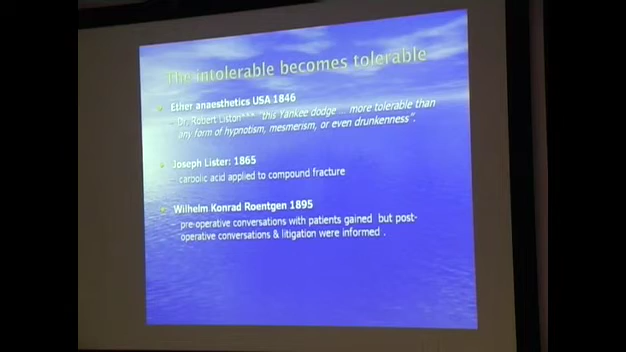 The intolerable becomes tolerable
Ether anaesthetics USA 1846
– Dr. Robert Liston*** "this Yankee dodge ... more tolerable than
any form of hypnotism, mesmerism, or even drunkenness".
Joseph Lister: 1865
– carbolic acid applied to compound fracture
Wilhelm Konrad Roentgen 1895
– pre-operative conversations with patients gained but post-
operative conversations & litigation were informed .